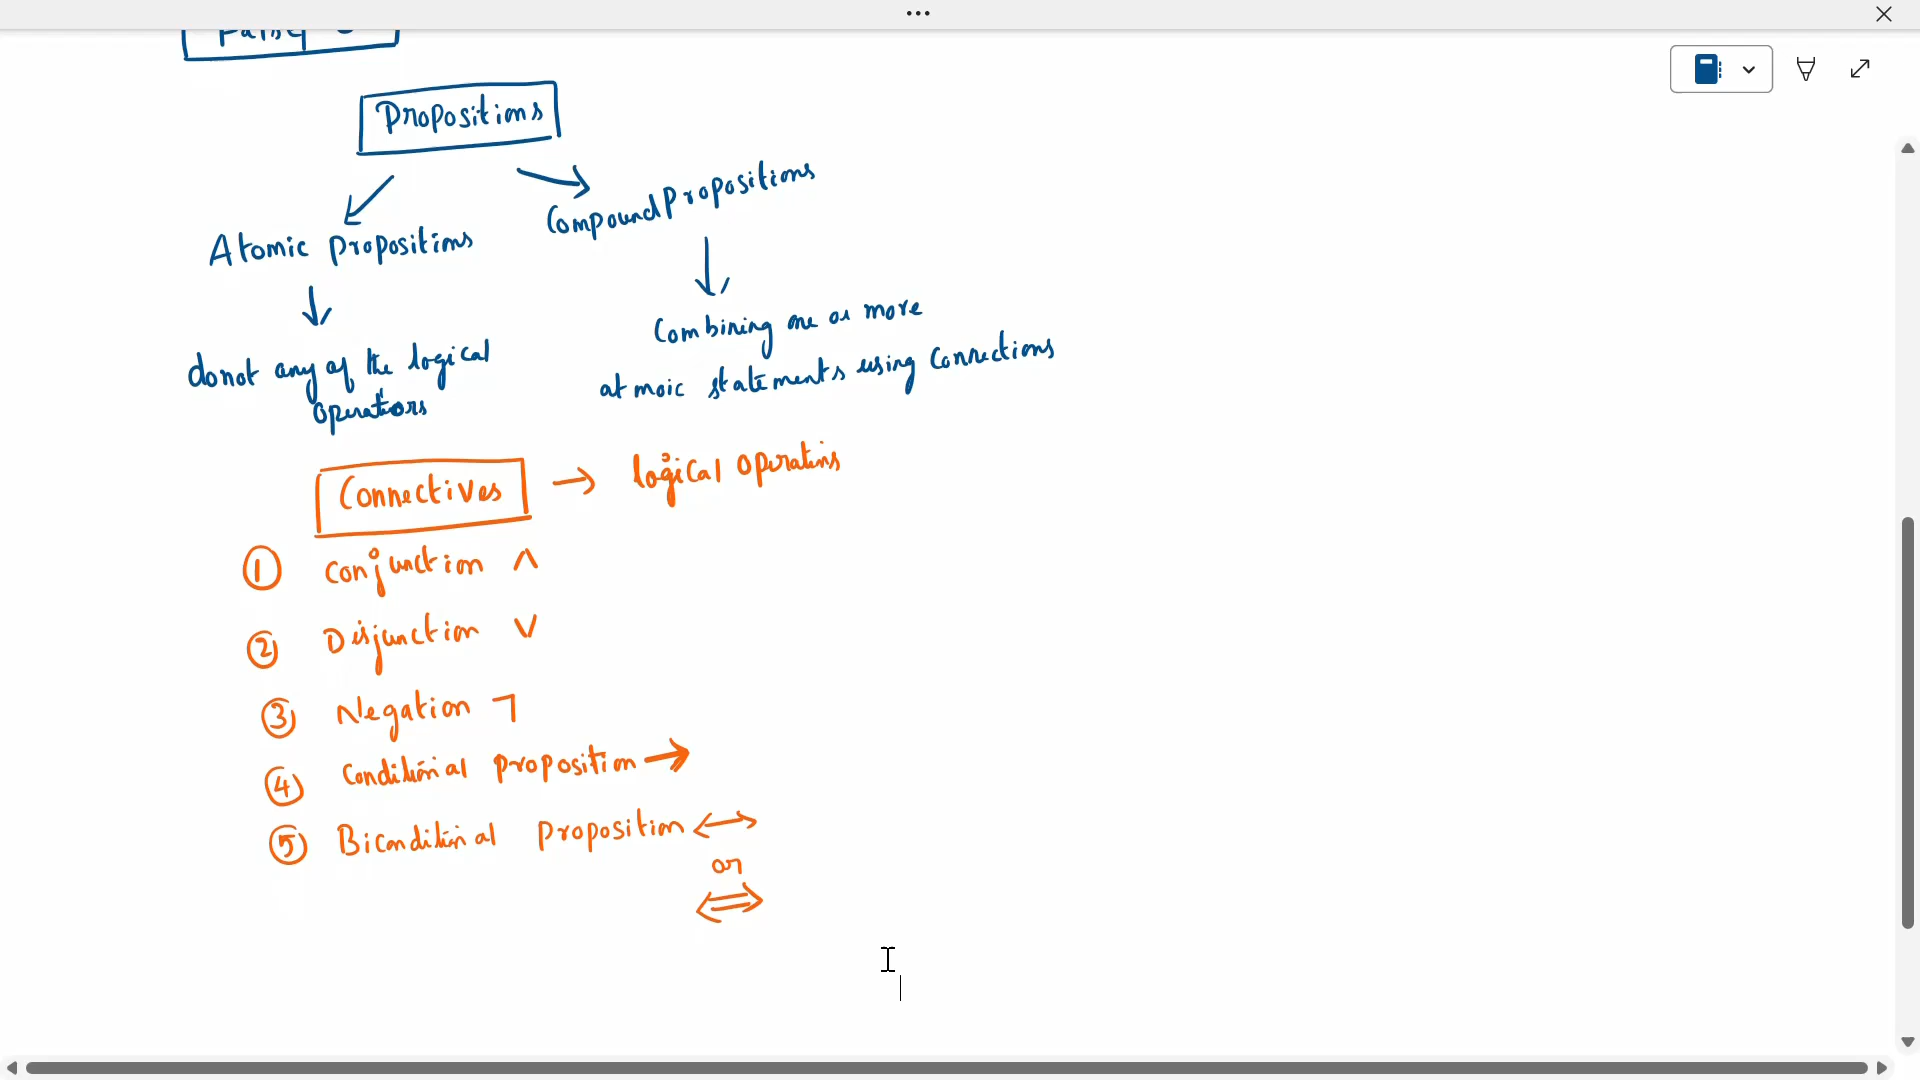 Propositions
Atomic Propositions
Compound Propositions
donot any of the logical
operations
Combining one or more
atmoic statements using Connections
Connectives → logical operations
① Conjunction ∧
② Disjunction ∨
③ Negation ¬
④ Conditional proposition →
⑤ Biconditional proposition ↔
or
⇔